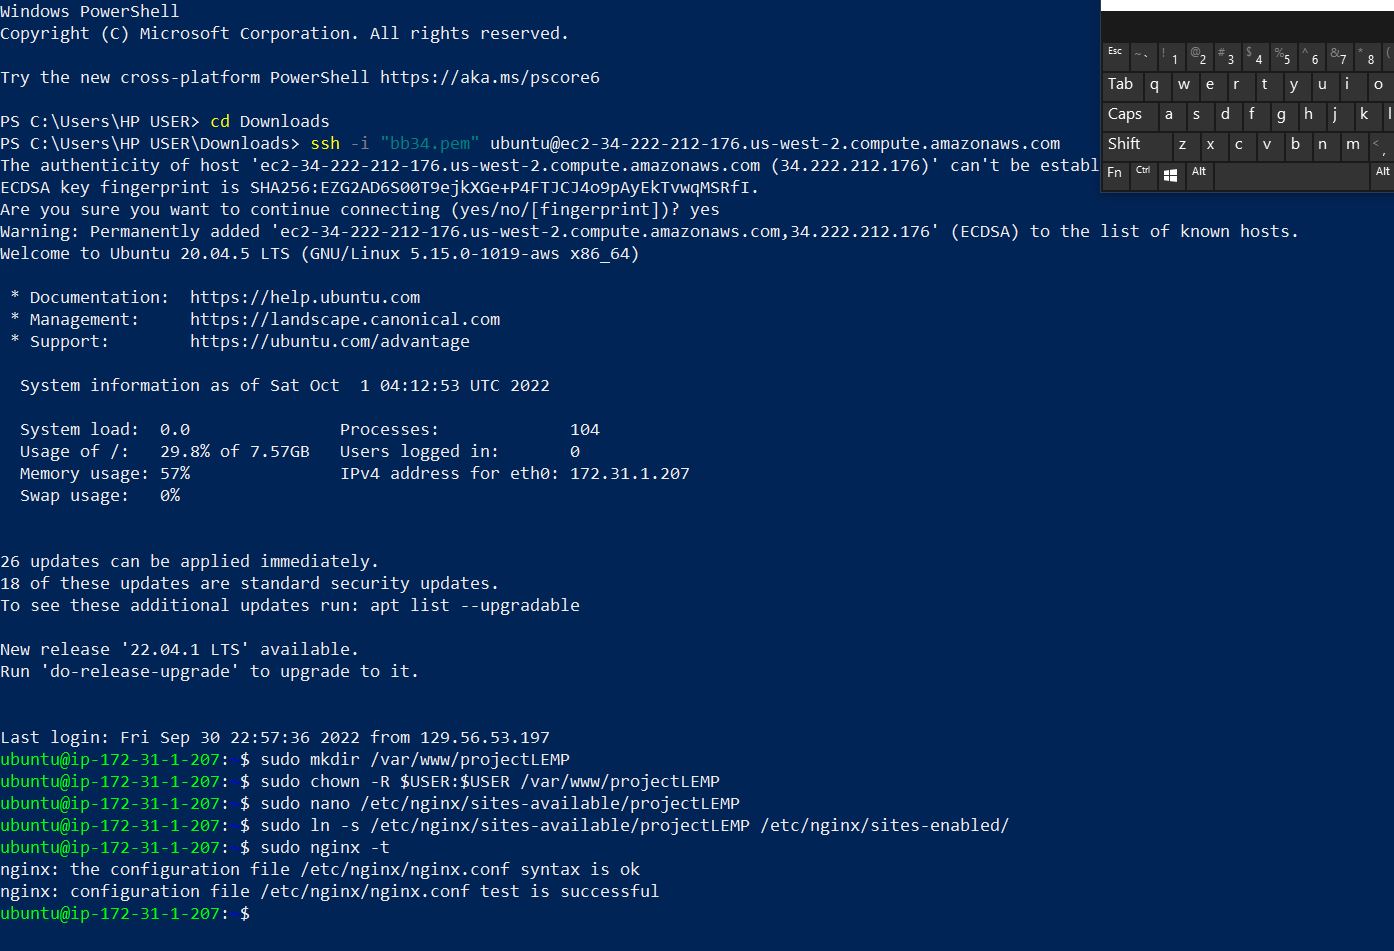 Windows PowerShell
Copyright (C) Microsoft Corporation. All rights reserved.
Try the new cross-platform PowerShell https://aka.ms/pscore6
PS C:\Users\HP USER> cd Downloads
PS C:\Users\HP USER\Downloads> ssh -i "bb34.pem" ubuntu@ec2-34-222-212-176.us-west-2.compute.amazonaws.com
The authenticity of host 'ec2-34-222-212-176.us-west-2.compute.amazonaws.com (34.222.212.176)' can't be establ
ECDSA key fingerprint is SHA256:EZG2AD6S00T9ejkXGe+P4FTJCJ4o9pAyEkTvwqMSRfI.
Are you sure you want to continue connecting (yes/no/[fingerprint])? yes
Warning: Permanently added 'ec2-34-222-212-176.us-west-2.compute.amazonaws.com,34.222.212.176' (ECDSA) to the list of known hosts.
Welcome to Ubuntu 20.04.5 LTS (GNU/Linux 5.15.0-1019-aws x86_64)
* Documentation: https://help.ubuntu.com
* Management: https://landscape.canonical.com
* Support: https://ubuntu.com/advantage
System information as of Sat Oct 1 04:12:53 UTC 2022
System load: 0.0 Processes: 104
Usage of /: 29.8% of 7.57GB Users logged in: 0
Memory usage: 57% IPv4 address for eth0: 172.31.1.207
Swap usage: 0%
26 updates can be applied immediately.
18 of these updates are standard security updates.
To see these additional updates run: apt list --upgradable
New release '22.04.1 LTS' available.
Run 'do-release-upgrade' to upgrade to it.
Last login: Fri Sep 30 22:57:36 2022 from 129.56.53.197
ubuntu@ip-172-31-1-207:~$ sudo mkdir /var/www/projectLEMP
ubuntu@ip-172-31-1-207:~$ sudo chown -R $USER:$USER /var/www/projectLEMP
ubuntu@ip-172-31-1-207:~$ sudo nano /etc/nginx/sites-available/projectLEMP
ubuntu@ip-172-31-1-207:~$ sudo ln -s /etc/nginx/sites-available/projectLEMP /etc/nginx/sites-enabled/
ubuntu@ip-172-31-1-207:~$ sudo nginx -t
nginx: the configuration file /etc/nginx/nginx.conf syntax is ok
nginx: configuration file /etc/nginx/nginx.conf test is successful
ubuntu@ip-172-31-1-207:~$
Esc ~ ` ! 1 @ 2 # 3 $ 4 % 5 ^ 6 & 7 * 8 (
Tab q w e r t y u i o
Caps a s d f g h j k l
Shift z x c v b n m < ,
Fn Ctrl Alt Alt